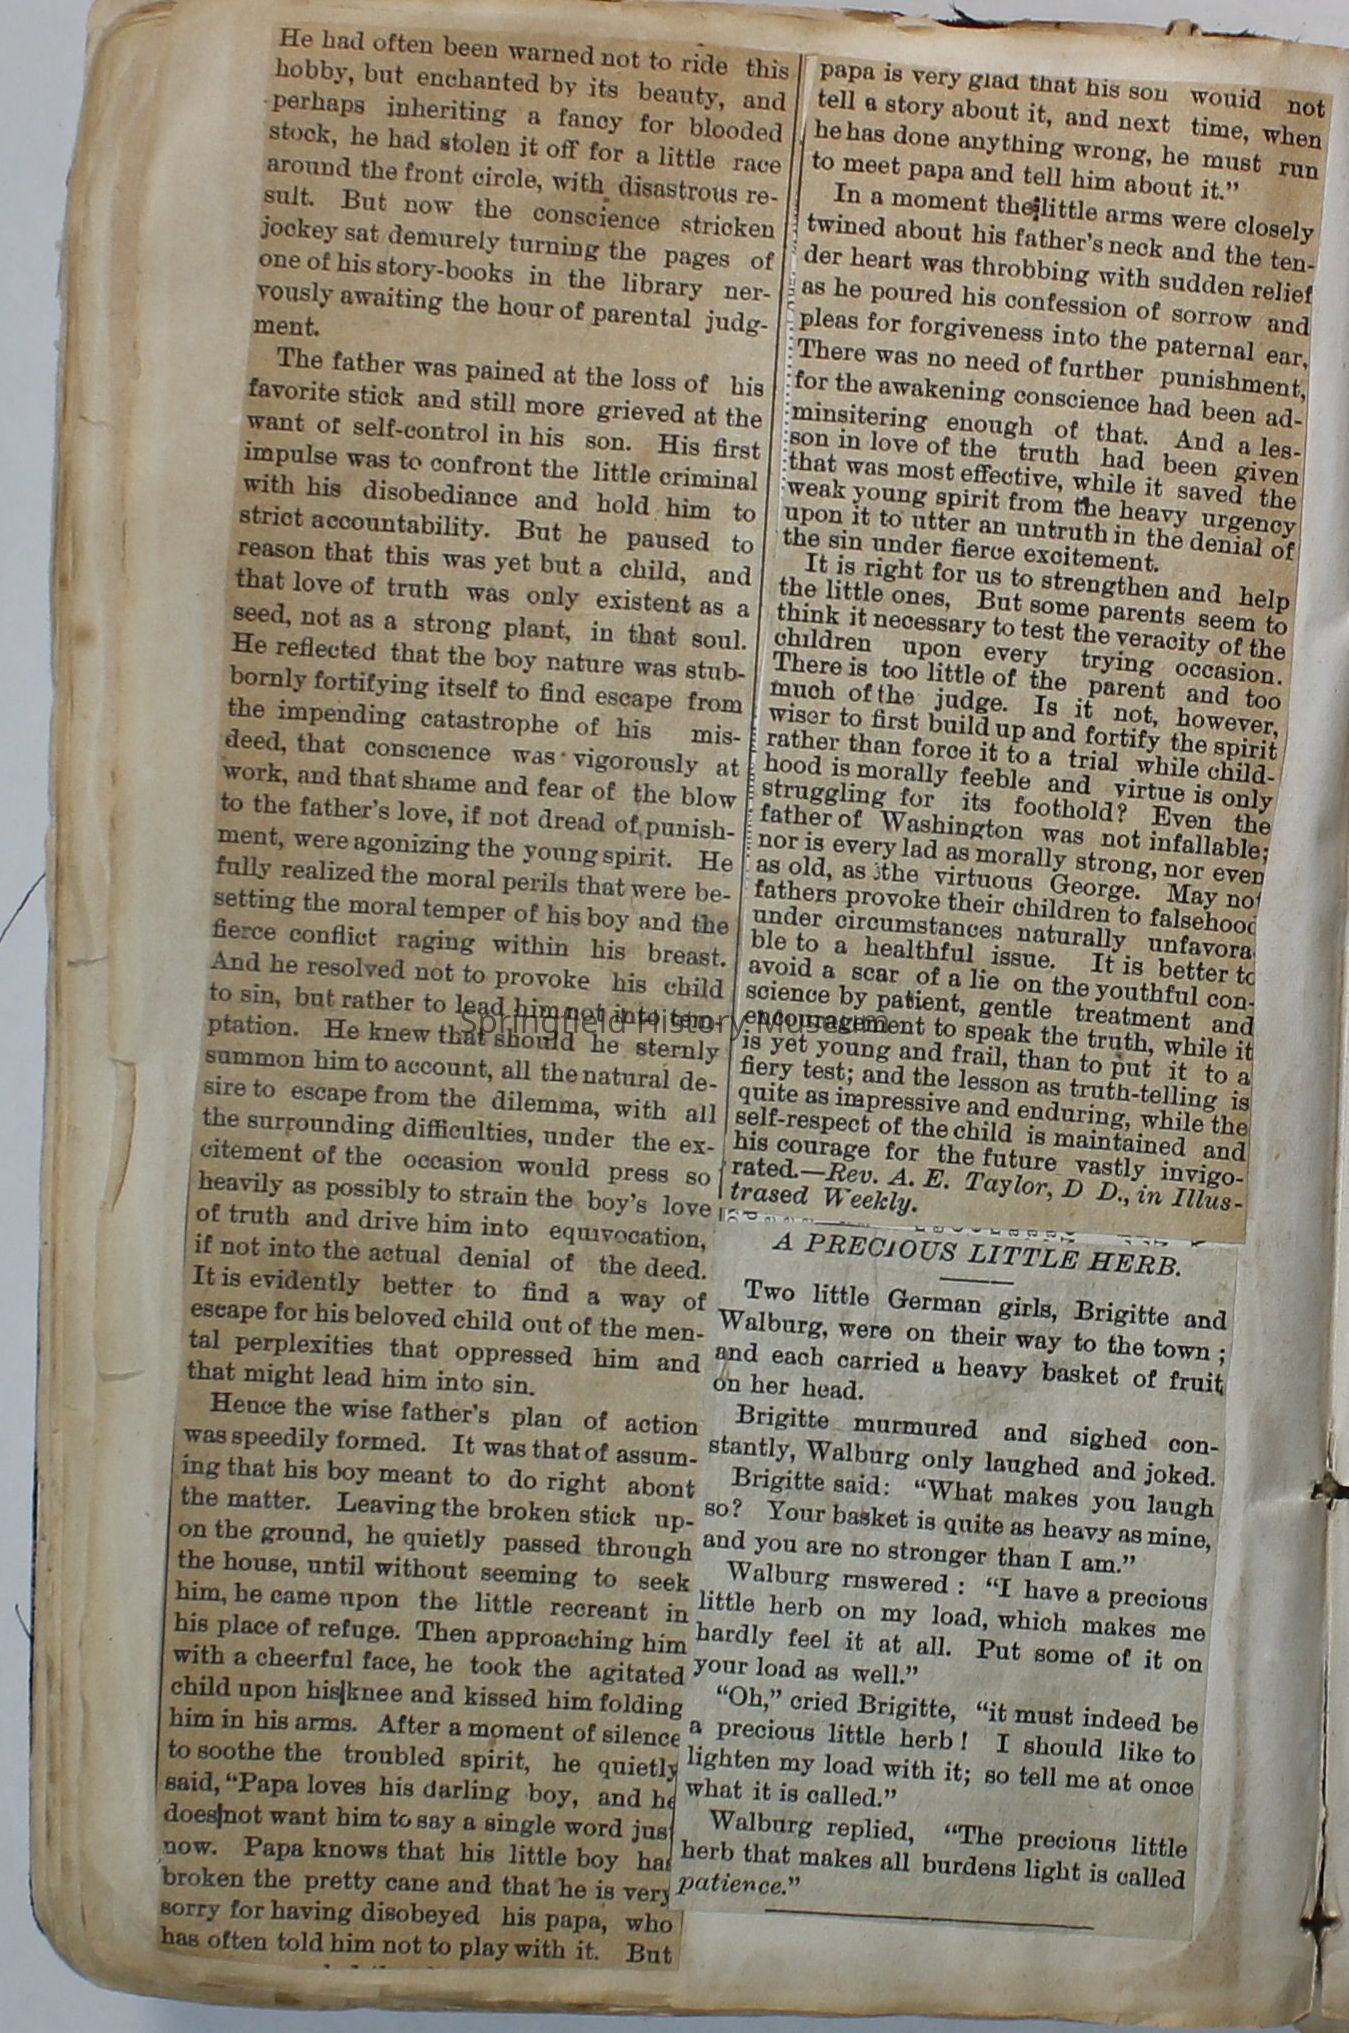 He had often been warned not to ride this
hobby, but enchanted by its beauty, and
perhaps inheriting a fancy for blooded
stock, he had stolen it off for a little race
around the front circle, with disastrous re-
sult. But now the conscience stricken
jockey sat demurely turning the pages of
one of his story-books in the library ner-
vously awaiting the hour of parental judg-
ment.
The father was pained at the loss of his
favorite stick and still more grieved at the
want of self-control in his son. His first
impulse was to confront the little criminal
with his disobediance and hold him to
strict accountability. But he paused to
reason that this was yet but a child, and
that love of truth was only existent as a
seed, not as a strong plant, in that soul.
He reflected that the boy nature was stub-
bornly fortifying itself to find escape from
the impending catastrophe of his mis-
deed, that conscience was vigorously at
work, and that shame and fear of the blow
to the father's love, if not dread of punish-
ment, were agonizing the young spirit. He
fully realized the moral perils that were be-
setting the moral temper of his boy and the
fierce conflict raging within his breast.
And he resolved not to provoke his child
to sin, but rather to lead him not into tem-
ptation. He knew that should he sternly
summon him to account, all the natural de-
sire to escape from the dilemma, with all
the surrounding difficulties, under the ex-
citement of the occasion would press so
heavily as possibly to strain the boy's love
of truth and drive him into equivocation,
if not into the actual denial of the deed.
It is evidently better to find a way of
escape for his beloved child out of the men-
tal perplexities that oppressed him and
that might lead him into sin.
Hence the wise father's plan of action
was speedily formed. It was that of assum-
ing that his boy meant to do right abont
the matter. Leaving the broken stick up-
on the ground, he quietly passed through
the house, until without seeming to seek
him, he came upon the little recreant in
his place of refuge. Then approaching him
with a cheerful face, he took the agitated
child upon his knee and kissed him folding
him in his arms. After a moment of silence
to soothe the troubled spirit, he quietly
said, "Papa loves his darling boy, and he
does not want him to say a single word just
now. Papa knows that his little boy has
broken the pretty cane and that he is very
sorry for having disobeyed his papa, who
has often told him not to play with it. But
papa is very glad that his son would not
tell a story about it, and next time, when
he has done anything wrong, he must run
to meet papa and tell him about it."
In a moment the little arms were closely
twined about his father's neck and the ten-
der heart was throbbing with sudden relief
as he poured his confession of sorrow and
pleas for forgiveness into the paternal ear,
There was no need of further punishment,
for the awakening conscience had been ad-
minsitering enough of that. And a les-
son in love of the truth had been given
that was most effective, while it saved the
weak young spirit from the heavy urgency
upon it to utter an untruth in the denial of
the sin under fierce excitement.
It is right for us to strengthen and help
the little ones, But some parents seem to
think it necessary to test the veracity of the
children upon every trying occasion.
There is too little of the parent and too
much of the judge. Is it not, however,
wiser to first build up and fortify the spirit
rather than force it to a trial while child-
hood is morally feeble and virtue is only
struggling for its foothold? Even the
father of Washington was not infallable;
nor is every lad as morally strong, nor even
as old, as the virtuous George. May not
fathers provoke their children to falsehood
under circumstances naturally unfavora-
ble to a healthful issue. It is better to
avoid a scar of a lie on the youthful con-
science by patient, gentle treatment and
encouragement to speak the truth, while it
is yet young and frail, than to put it to a
fiery test; and the lesson as truth-telling is
quite as impressive and enduring, while the
self-respect of the child is maintained and
his courage for the future vastly invigo-
rated.—Rev. A. E. Taylor, D D., in Illus-
trased Weekly.
A PRECIOUS LITTLE HERB.
Two little German girls, Brigitte and
Walburg, were on their way to the town;
and each carried a heavy basket of fruit
on her head.
Brigitte murmured and sighed con-
stantly, Walburg only laughed and joked.
Brigitte said: "What makes you laugh
so? Your basket is quite as heavy as mine,
and you are no stronger than I am."
Walburg rnswered: "I have a precious
little herb on my load, which makes me
hardly feel it at all. Put some of it on
your load as well."
"Oh," cried Brigitte, "it must indeed be
a precious little herb! I should like to
lighten my load with it; so tell me at once
what it is called."
Walburg replied, "The precious little
herb that makes all burdens light is called
patience."
Springfield History Museum